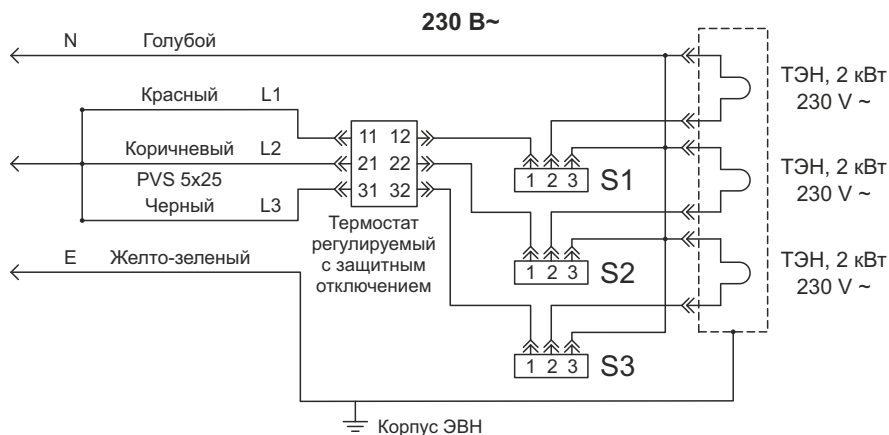 230 В~
N Голубой
ТЭН, 2 кВт
230 V ~
Красный L1
11 12
Коричневый L2
21 22
PVS 5x25
31 32
Черный L3
1 2 3 S1
ТЭН, 2 кВт
230 V ~
Термостат
регулируемый
с защитным
отключением
E Желто-зеленый
1 2 3 S2
ТЭН, 2 кВт
230 V ~
1 2 3 S3
Корпус ЭВН